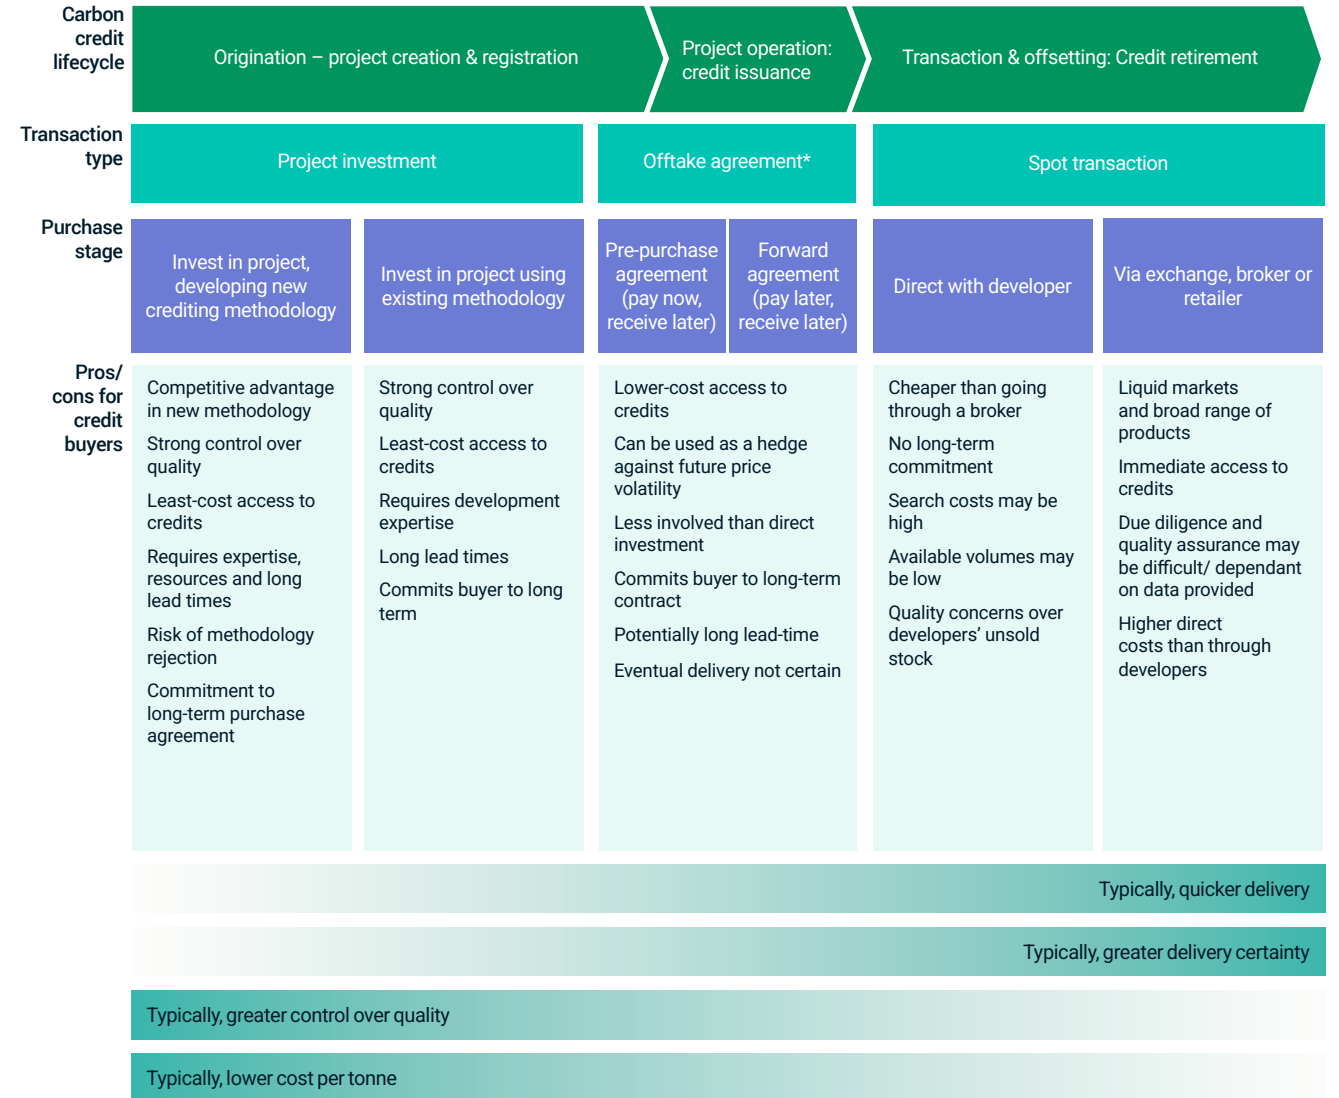 Carbon
credit
lifecycle
Origination – project creation & registration
Project operation:
credit issuance
Transaction & offsetting: Credit retirement
Transaction
type
Project investment
Offtake agreement*
Spot transaction
Purchase
stage
Invest in project,
developing new
crediting methodology
Invest in project using
existing methodology
Pre-purchase
agreement
(pay now,
receive later)
Forward
agreement
(pay later,
receive later)
Direct with developer
Via exchange, broker or
retailer
Pros/
cons for
credit
buyers
Competitive advantage
in new methodology
Strong control over
quality
Least-cost access to
credits
Requires expertise,
resources and long
lead times
Risk of methodology
rejection
Commitment to
long-term purchase
agreement
Strong control over
quality
Least-cost access to
credits
Requires development
expertise
Long lead times
Commits buyer to long
term
Lower-cost access to
credits
Can be used as a hedge
against future price
volatility
Less involved than direct
investment
Commits buyer to long-term
contract
Potentially long lead-time
Eventual delivery not certain
Cheaper than going
through a broker
No long-term
commitment
Search costs may be
high
Available volumes may
be low
Quality concerns over
developers’ unsold
stock
Liquid markets
and broad range of
products
Immediate access to
credits
Due diligence and
quality assurance may
be difficult/ dependant
on data provided
Higher direct
costs than through
developers
Typically, quicker delivery
Typically, greater delivery certainty
Typically, greater control over quality
Typically, lower cost per tonne